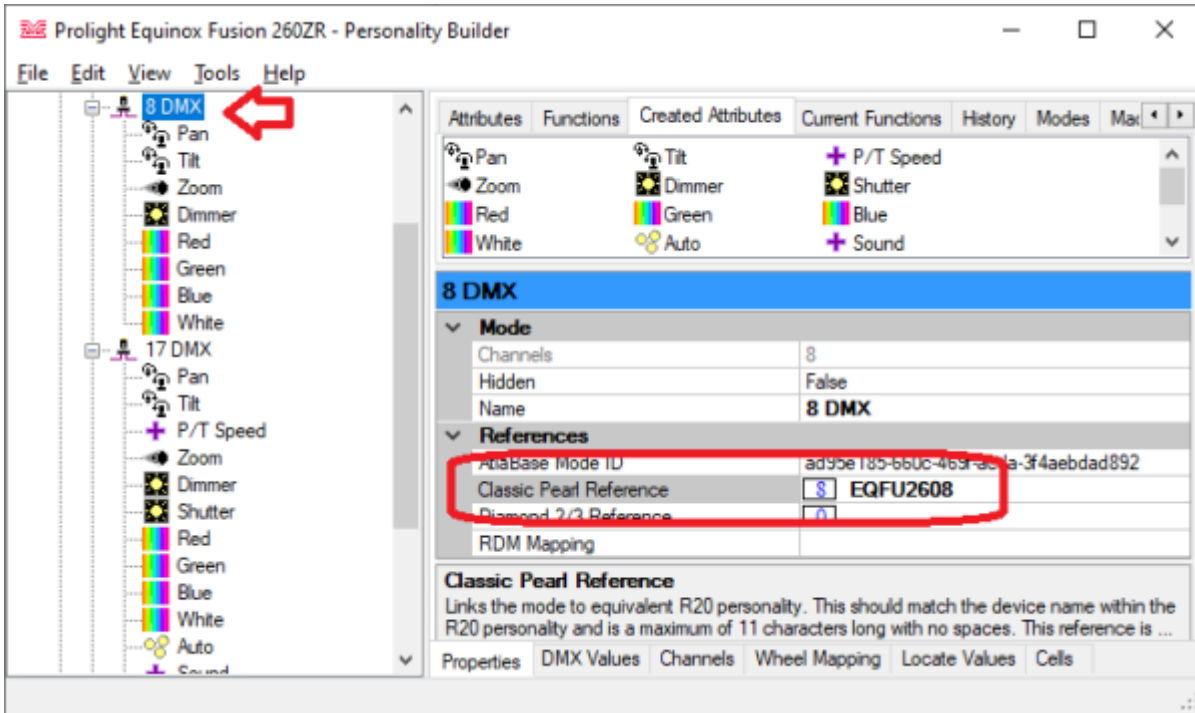 Prolight Equinox Fusion 260ZR - Personality Builder
File Edit View Tools Help
8 DMX
Pan
Tilt
Zoom
Dimmer
Red
Green
Blue
White
17 DMX
Pan
Tilt
P/T Speed
Zoom
Dimmer
Shutter
Red
Green
Blue
White
Auto
Sound
Attributes Functions Created Attributes Current Functions History Modes Mac
Pan Tilt P/T Speed
Zoom Dimmer Shutter
Red Green Blue
White Auto Sound
8 DMX
Mode
Channels 8
Hidden False
Name 8 DMX
References
AtlaBase Mode ID
Classic Pearl Reference 8 EQFU2608
Diamond 2/3 Reference 0
RDM Mapping
Classic Pearl Reference
Links the mode to equivalent R20 personality. This should match the device name within the
R20 personality and is a maximum of 11 characters long with no spaces. This reference is ...
Properties DMX Values Channels Wheel Mapping Locate Values Cells